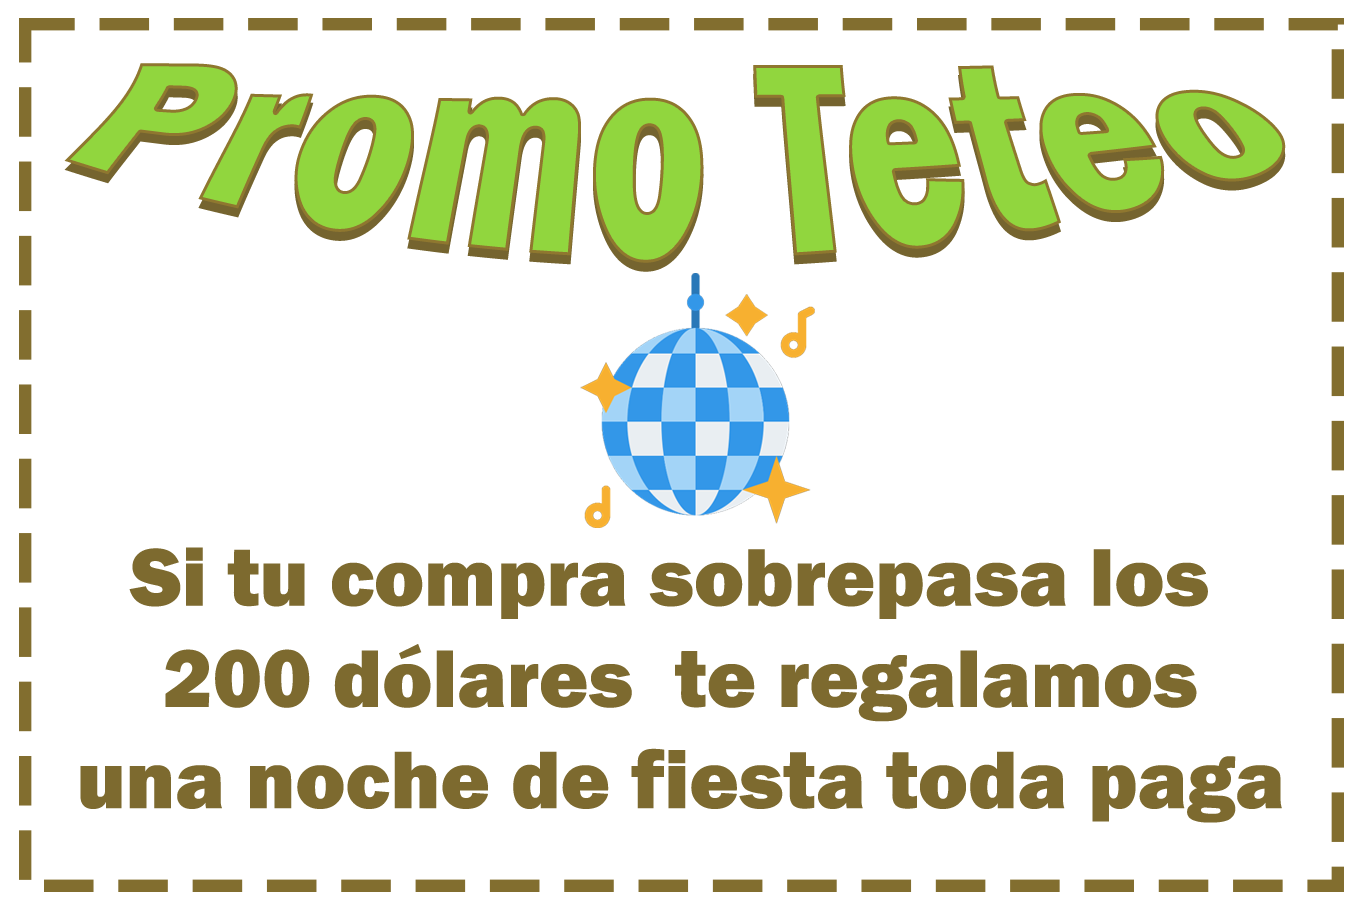 Promo Teteo
Si tu compra sobrepasa los
200 dólares te regalamos
una noche de fiesta toda paga